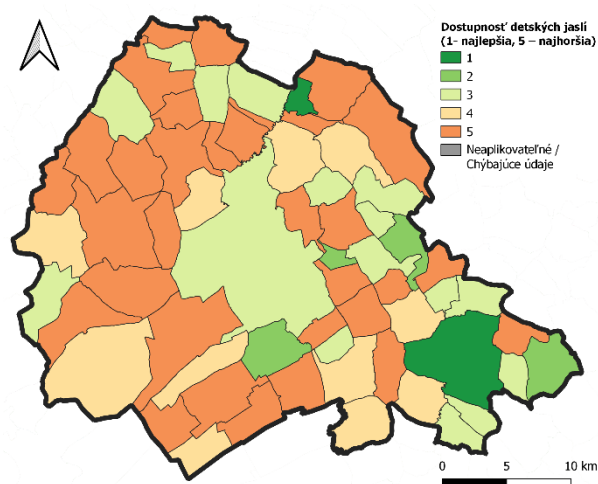 Dostupnosť detských jaslí
(1- najlepšia, 5 – najhoršia)
1
2
3
4
5
Neaplikovateľné /
Chýbajúce údaje
0 5 10 km